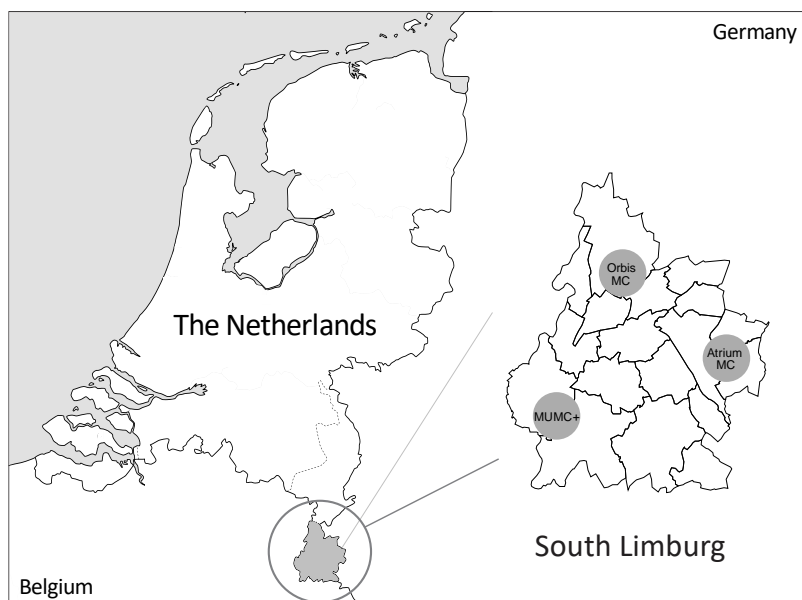 Germany
Orbis
MC
The Netherlands
Atrium
MC
MUMC+
South Limburg
Belgium